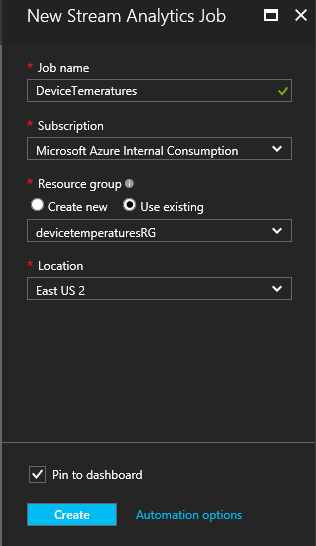 New Stream Analytics Job
* Job name
DeviceTemeratures
* Subscription
Microsoft Azure Internal Consumption
* Resource group
Create new Use existing
devicetemperaturesRG
* Location
East US 2
Pin to dashboard
Create Automation options